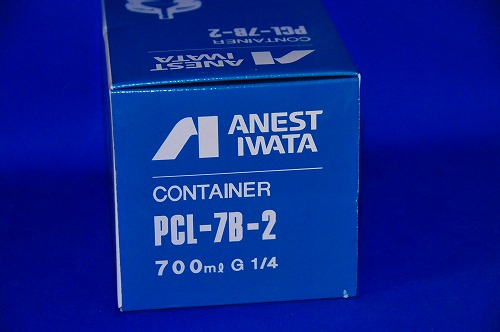 CONTAINER
PCL-7B-2
ANEST
IWATA
ANEST
IWATA
CONTAINER
PCL-7B-2
700mℓ G 1/4